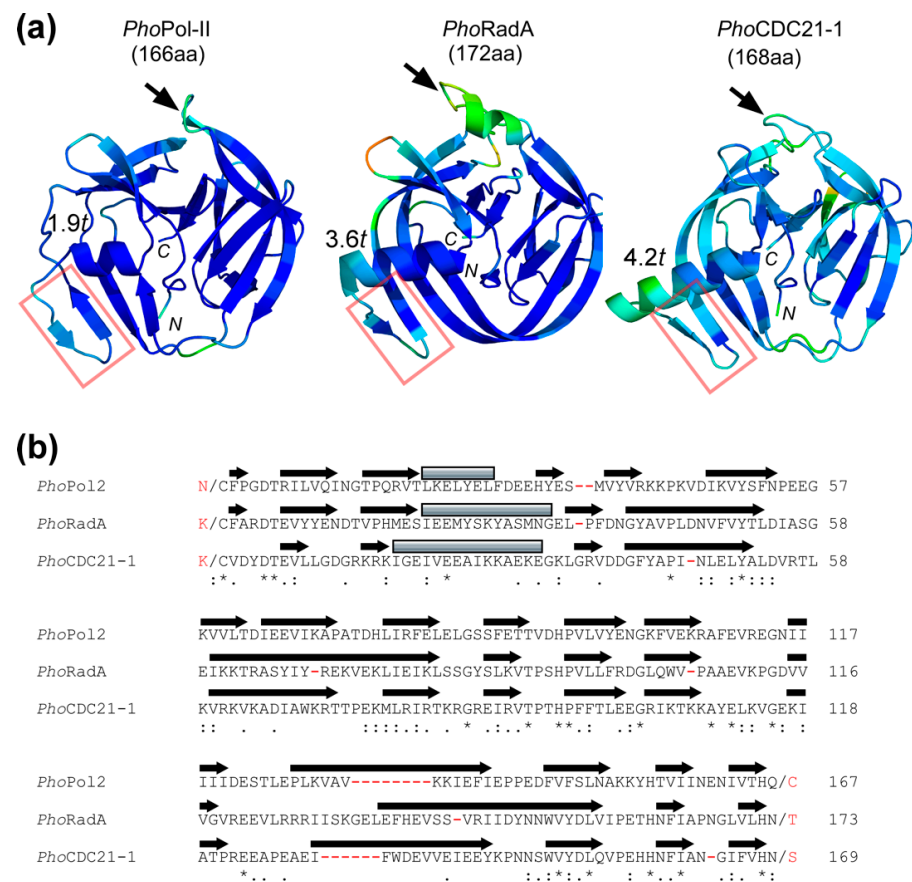 (a)
PhoPol-II
(166aa)
PhoRadA
(172aa)
PhoCDC21-1
(168aa)
1.9t
C
N
3.6t
C
N
4.2t
C
N
(b)
PhoPol2 N/CFPGDTRILVQINGTPQRVTLKELYELFDEEHYES--MVYVRKKPKVDIKVYSFNPEEG 57
PhoRadA K/CFARDTEVYYENDTVPHMESIEEMYSKYASMNGEL-PFDNGYAVPLDNVFVYTLDIASG 58
PhoCDC21-1 K/CVDYDTEVLLGDGRKRKIGEIVEEAIKKAEKEGKLGRVDDGFYAPI-NLELYALDVRTL 58
PhoPol2 KVVLTDIEEVIKAPATDHLIRFELELGSSFETTVDHPVLVYENGKFVEKRAFEVREGNII 117
PhoRadA EIKKTRASYIY-REKVEKLIEIKLSSGYSLKVTPSHPVLLFRDGLQWV-PAAEVKPGDVV 116
PhoCDC21-1 KVRKVKADIAWKRTTPEKMLRIRTKRGREIRVTPTHPFFTLEEGRIKTKKAYELKVGEKI 118
PhoPol2 IIIDESTLEPLKVAV--------KKIEFIEPPEDFVFSLNAKKYHTVIINENIVTHQ/C 167
PhoRadA VGVREEVLRRRIISKGELEFHEVSS-VRIIDYNNWVYDLVIPETHNFIAPNGLVLHN/T 173
PhoCDC21-1 ATPREEAPEAEI------FWDEVVEIEEYKPNNSWVYDLQVPEHHNFIAN-GIFVHN/S 169